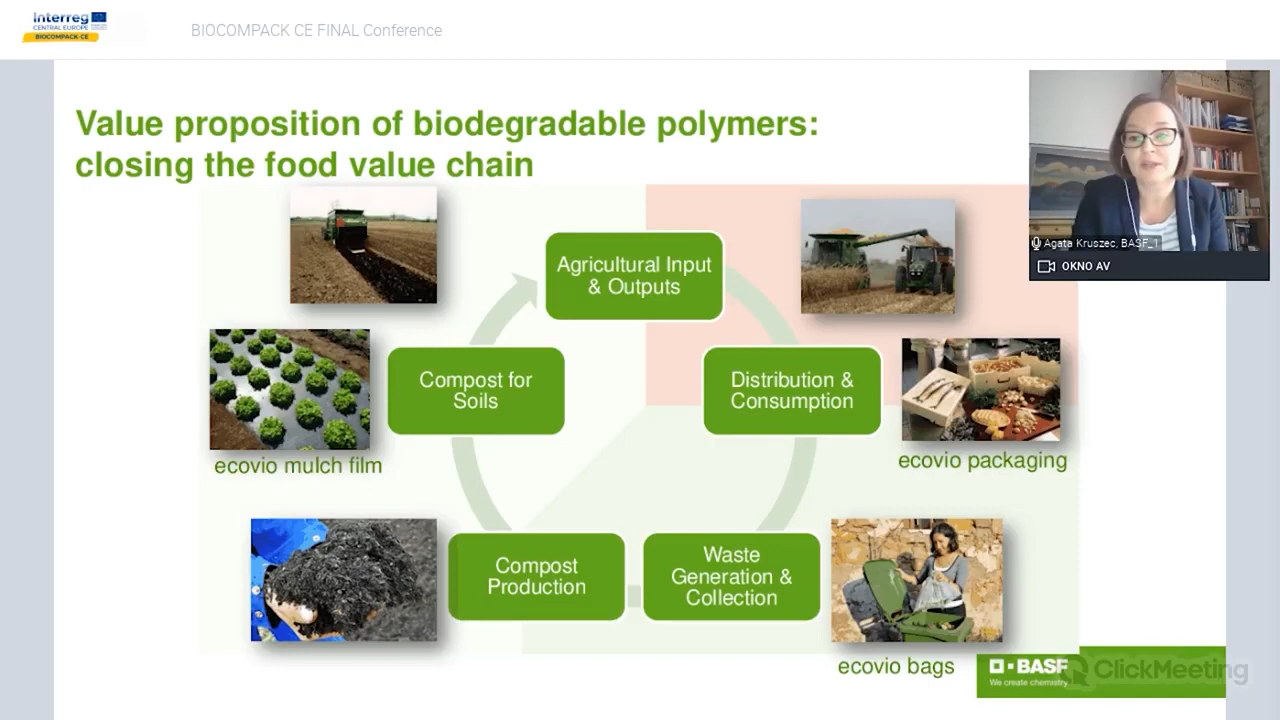 Interreg
CENTRAL EUROPE
BIOCOMPACK-CE
BIOCOMPACK CE FINAL Conference
Value proposition of biodegradable polymers:
closing the food value chain
Agata Kruszec, BASF_1
OKNO AV
Agricultural Input
& Outputs
Compost for
Soils
Distribution &
Consumption
ecovio mulch film
ecovio packaging
Compost
Production
Waste
Generation &
Collection
ecovio bags
BASF
We create chemistry
ClickMeeting